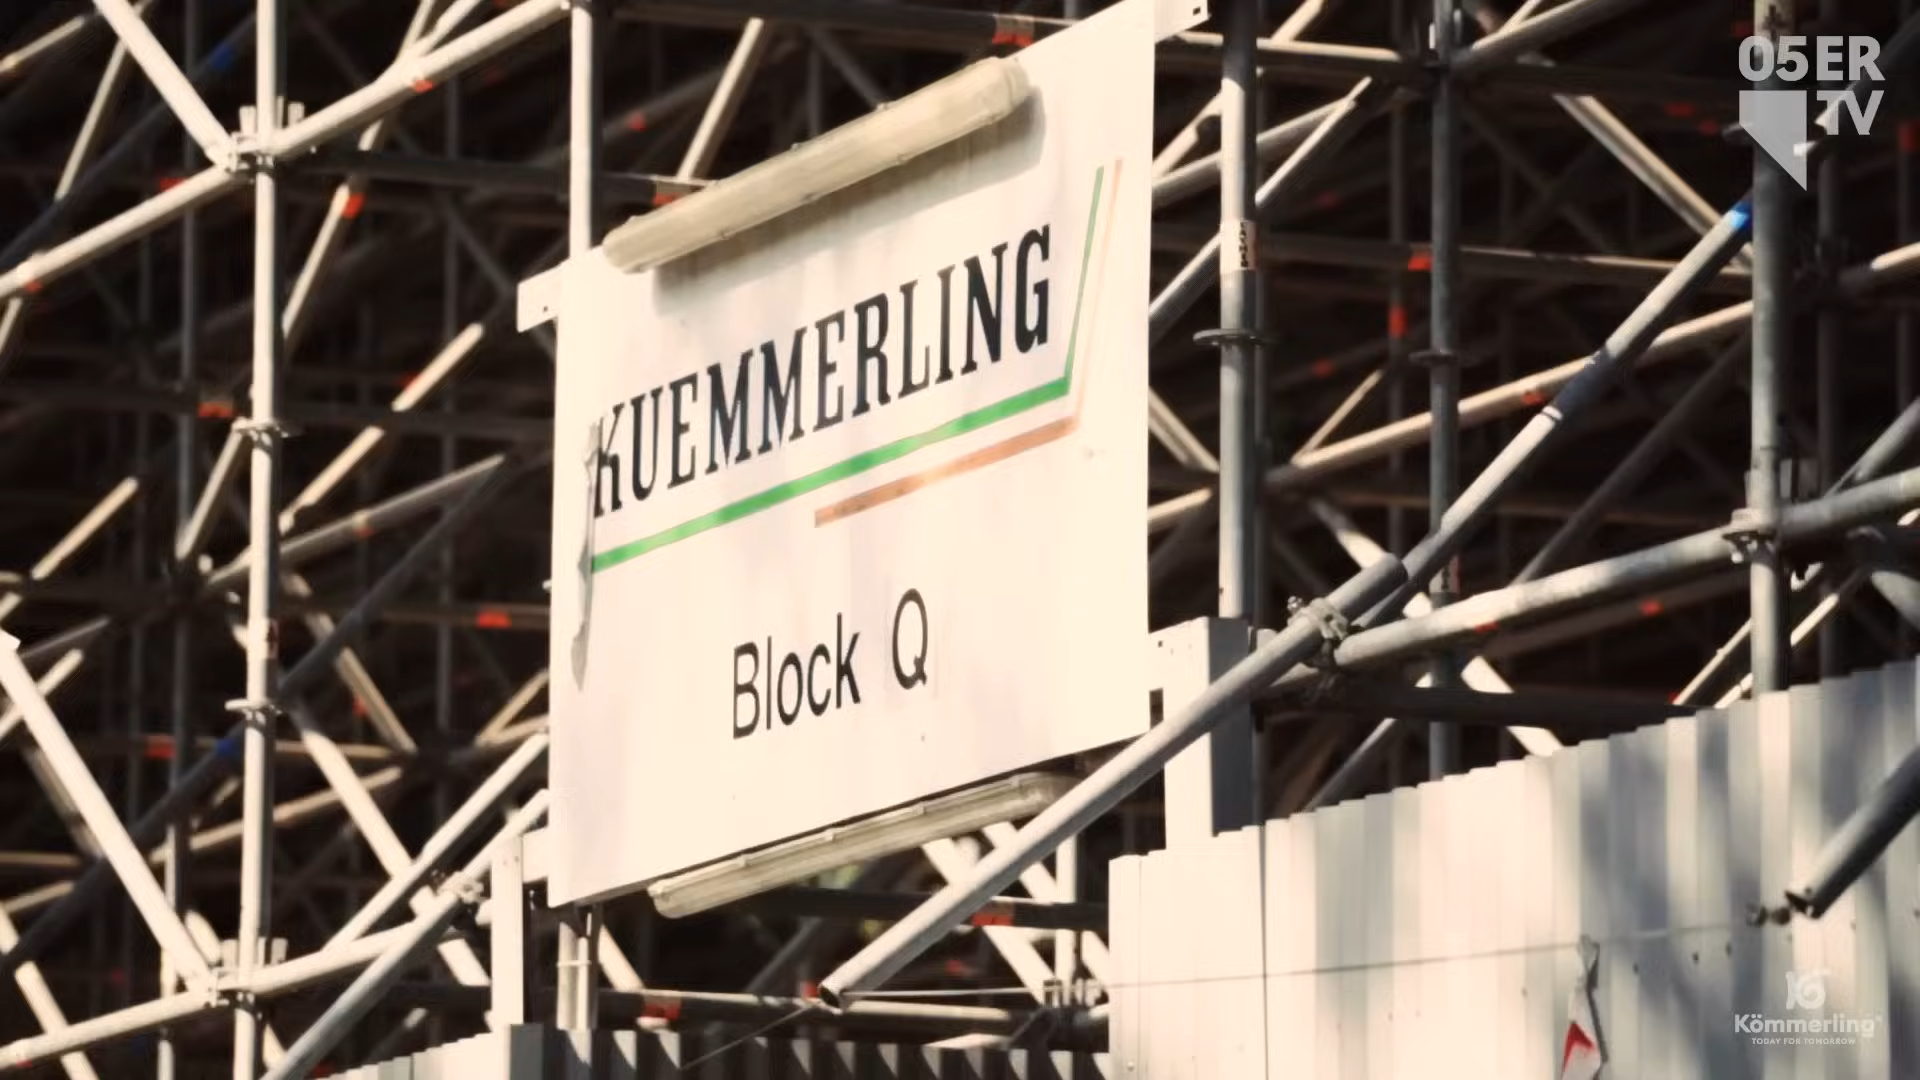 05ER
TV
KUEMMERLING
Block Q
Kömmerling
TODAY FOR TOMORROW